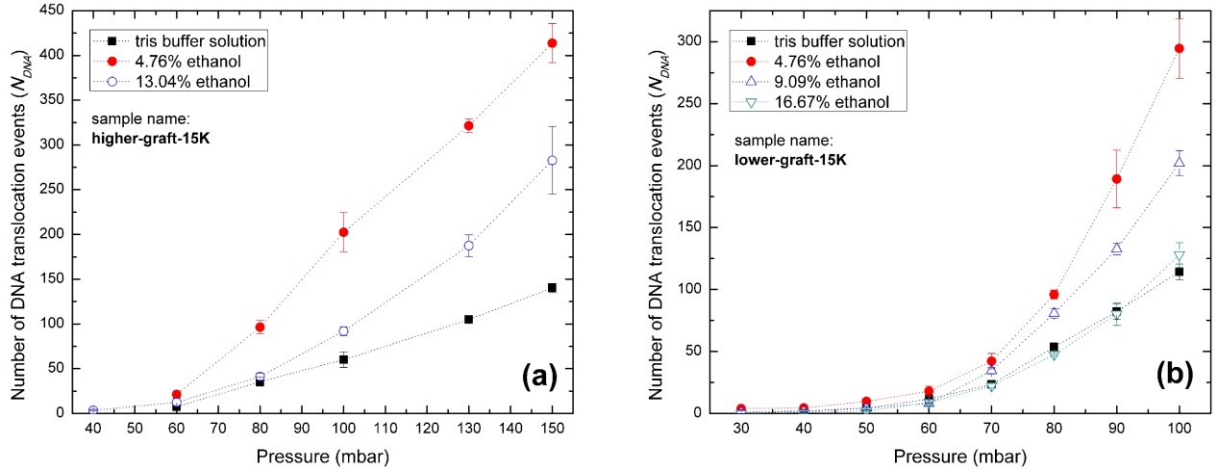 Number of DNA translocation events (N_DNA)
450
400
350
300
250
200
150
100
50
0
tris buffer solution
4.76% ethanol
13.04% ethanol
sample name:
higher-graft-15K
(a)
40 50 60 70 80 90 100 110 120 130 140 150
Pressure (mbar)
Number of DNA translocation events (N_DNA)
300
250
200
150
100
50
0
tris buffer solution
4.76% ethanol
9.09% ethanol
16.67% ethanol
sample name:
lower-graft-15K
(b)
30 40 50 60 70 80 90 100
Pressure (mbar)